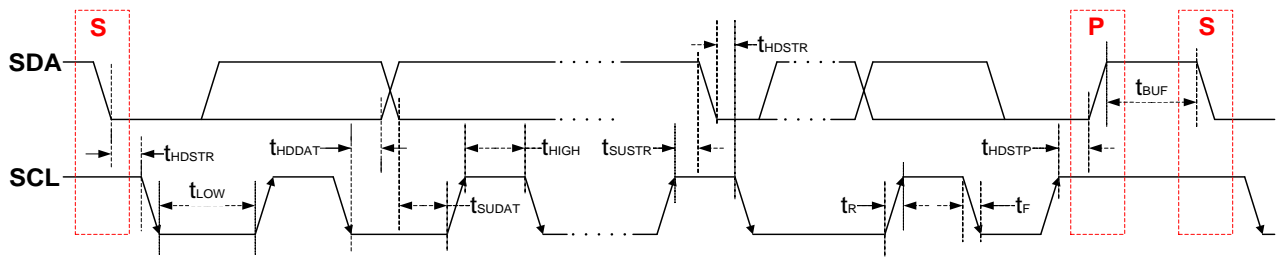 S
P
S
tHDSTR
SDA
tBUF
tHDSTR
tHDDAT
tHIGH
tSUSTR
tHDSTP
SCL
tLOW
tSUDAT
tR
tF